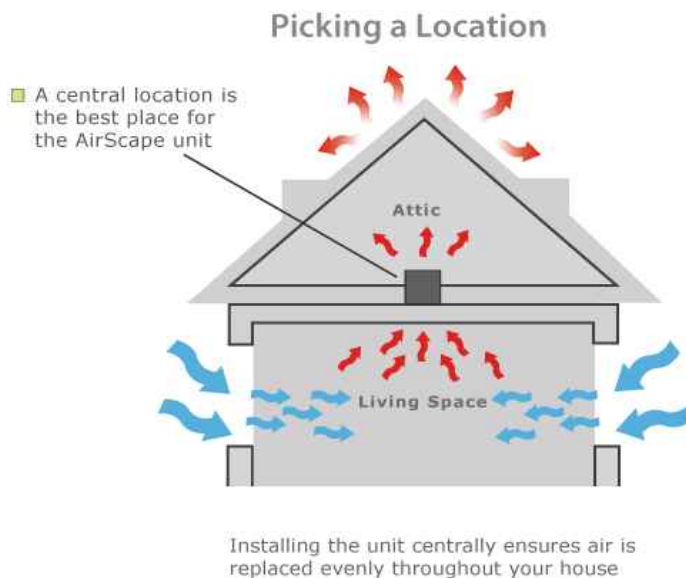 Picking a Location
A central location is
the best place for
the AirScape unit
Attic
Living Space
Installing the unit centrally ensures air is
replaced evenly throughout your house